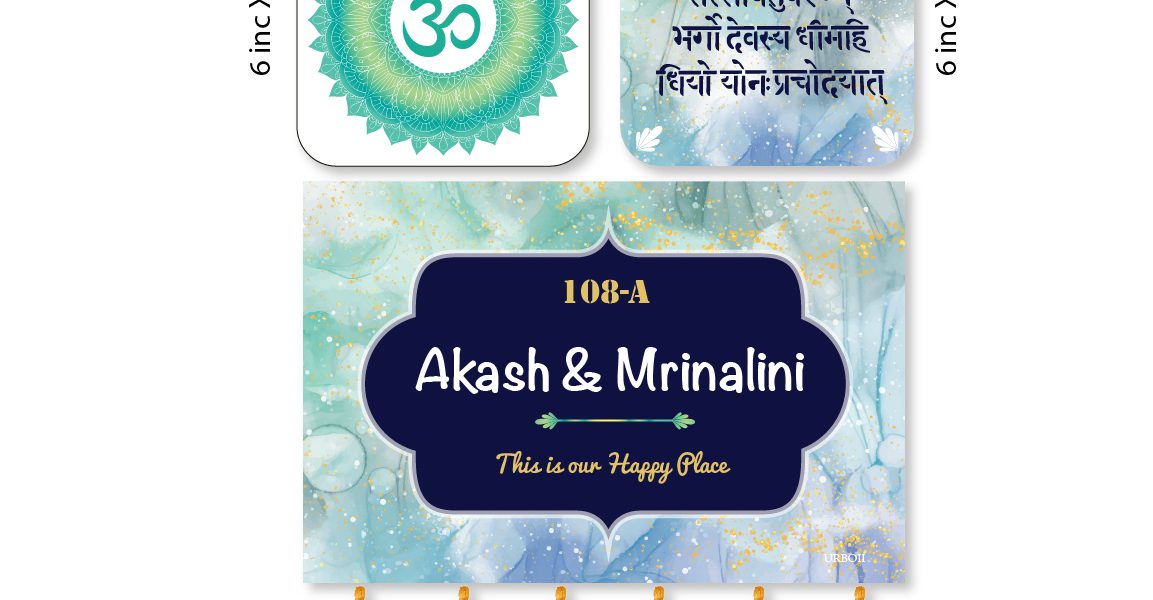 6 inc
6 inc
ॐ
भर्गो देवस्य धीमहि
धियो योनः प्रचोदयात्
108-A
Akash & Mrinalini
This is our Happy Place
URBOJI